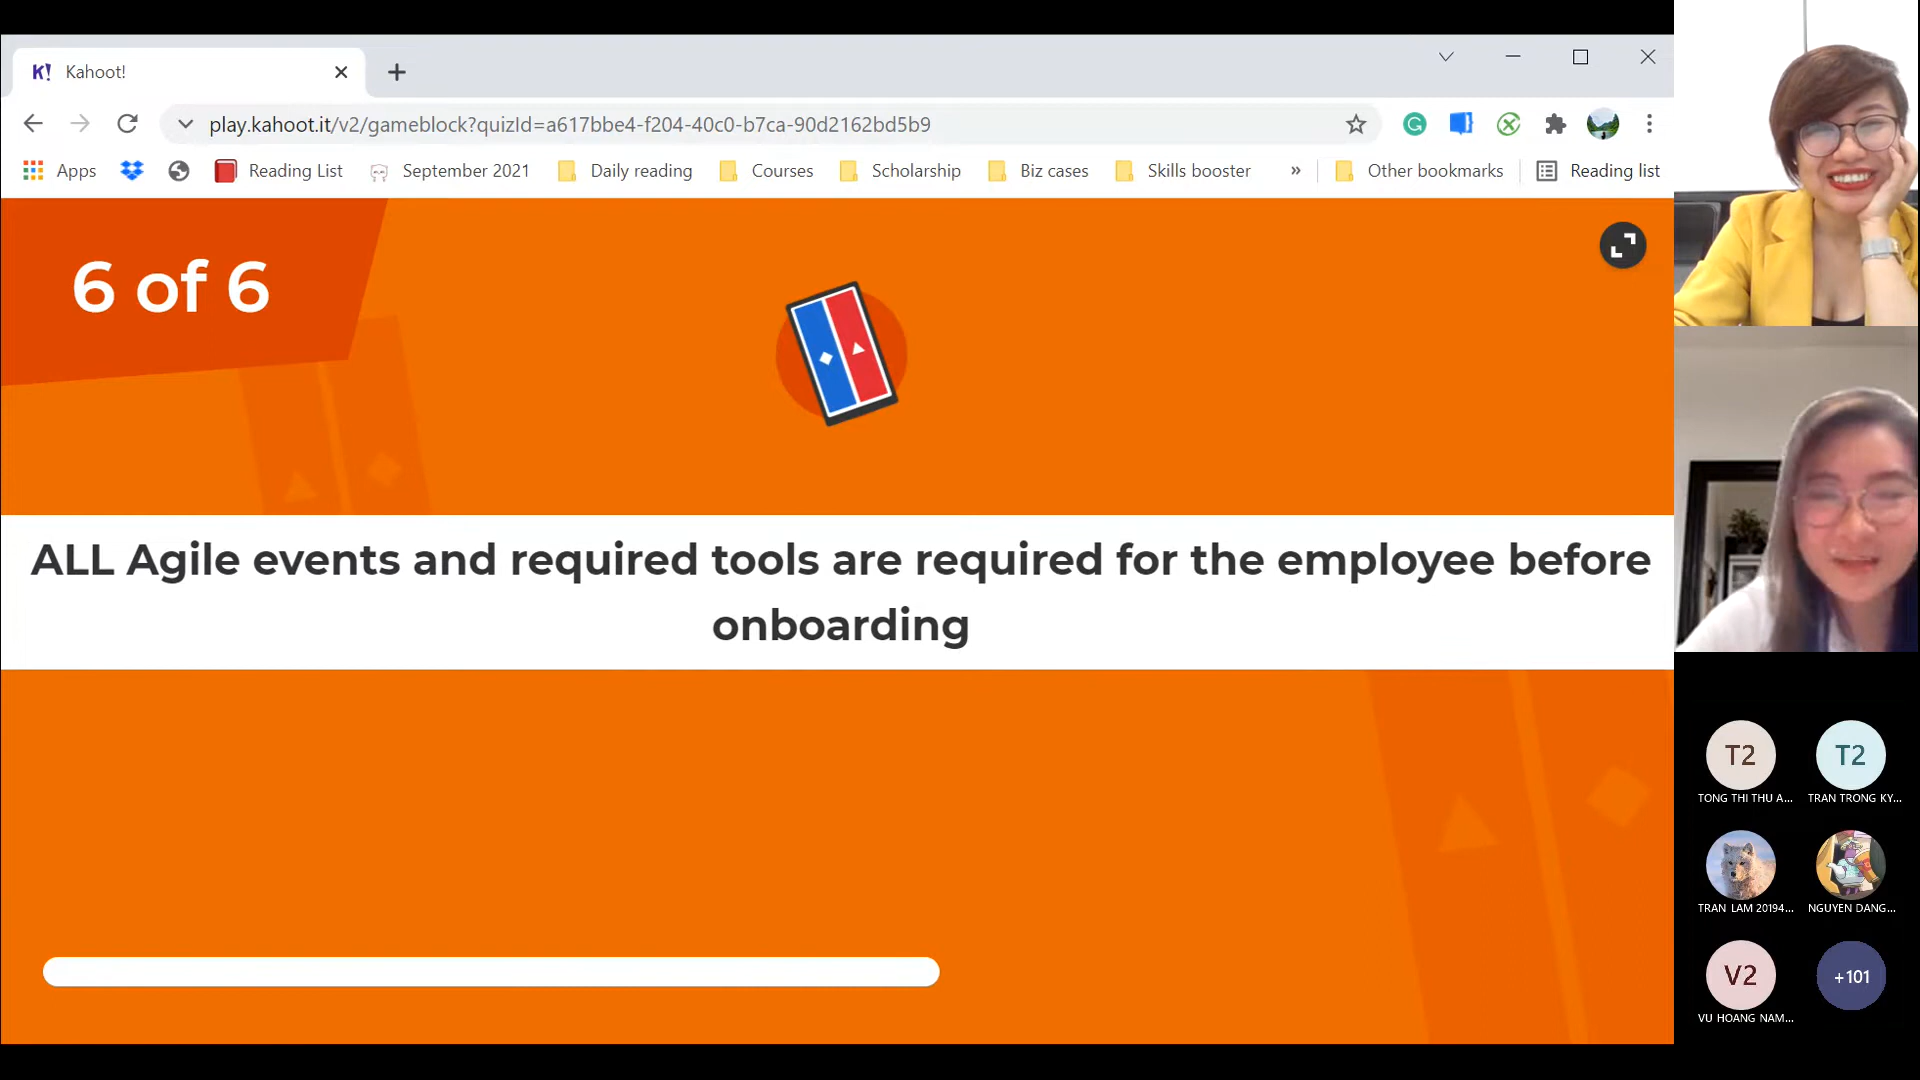 K! Kahoot!
play.kahoot.it/v2/gameblock?quizId=a617bbe4-f204-40c0-b7ca-90d2162bd5b9
Apps Reading List September 2021 Daily reading Courses Scholarship Biz cases Skills booster » Other bookmarks Reading list
6 of 6
ALL Agile events and required tools are required for the employee before
onboarding
T2 T2
TONG THI THU A... TRAN TRONG KY...
TRAN LAM 20194... NGUYEN DANG...
V2 +101
VU HOANG NAM...